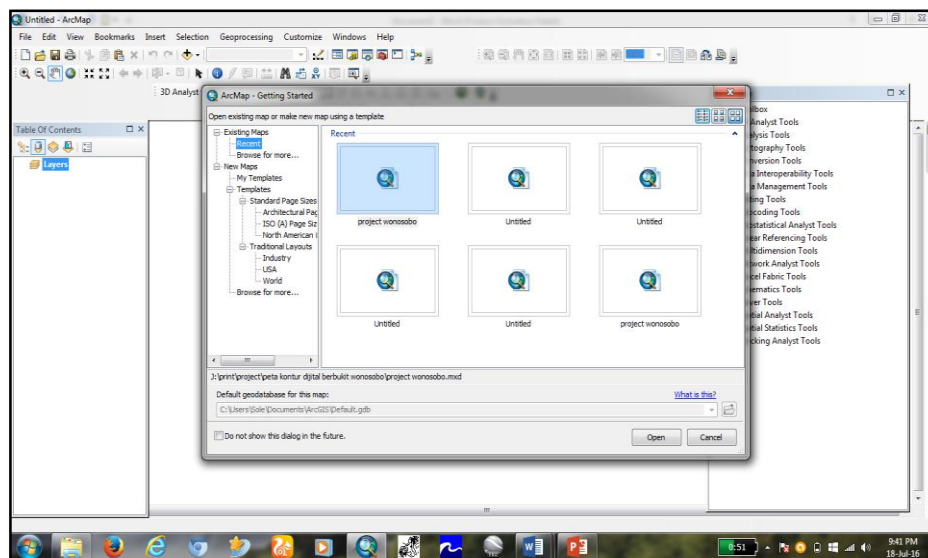 Untitled - ArcMap
File Edit View Bookmarks Insert Selection Geoprocessing Customize Windows Help
3D Analyst
ArcMap - Getting Started
Open existing map or make new map using a template
Table Of Contents
Layers
Existing Maps
Recent
Browse for more...
New Maps
My Templates
Templates
Standard Page Sizes
Architectural Pag
ISO (A) Page Siz
North American
Traditional Layouts
Industry
USA
World
Browse for more...
Recent
project wonosobo
Untitled
Untitled
Untitled
Untitled
project wonosobo
J:\print\project\peta kontur dijital berbukit wonosobo\project wonosobo.mxd
Default geodatabase for this map:
What is this?
C:\Users\Sole\Documents\ArcGIS\Default.gdb
Do not show this dialog in the future.
Open
Cancel
lbox
Analyst Tools
alysis Tools
tography Tools
nversion Tools
a Interoperability Tools
a Management Tools
ting Tools
coding Tools
ostatistical Analyst Tools
ear Referencing Tools
ltidimension Tools
work Analyst Tools
cel Fabric Tools
ematics Tools
ver Tools
tial Analyst Tools
tial Statistics Tools
cking Analyst Tools
0:51
9:41 PM
18-Jul-16